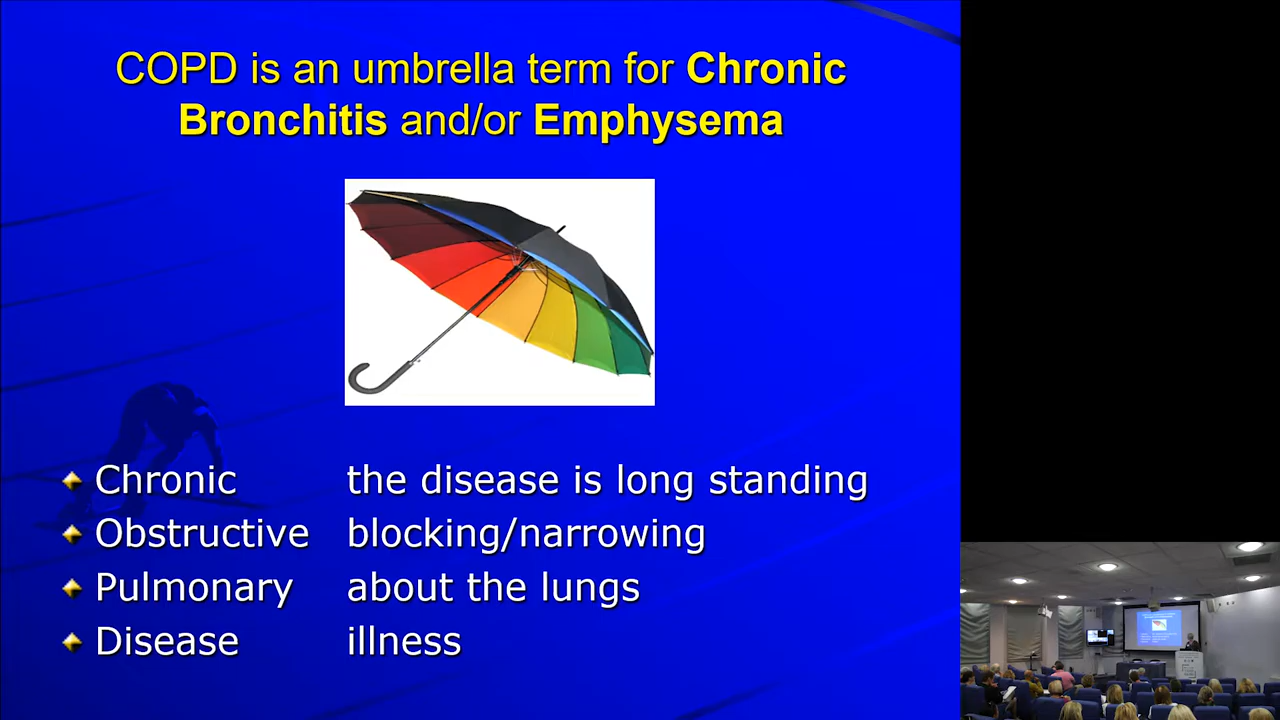 COPD is an umbrella term for Chronic
Bronchitis and/or Emphysema
Chronic the disease is long standing
Obstructive blocking/narrowing
Pulmonary about the lungs
Disease illness